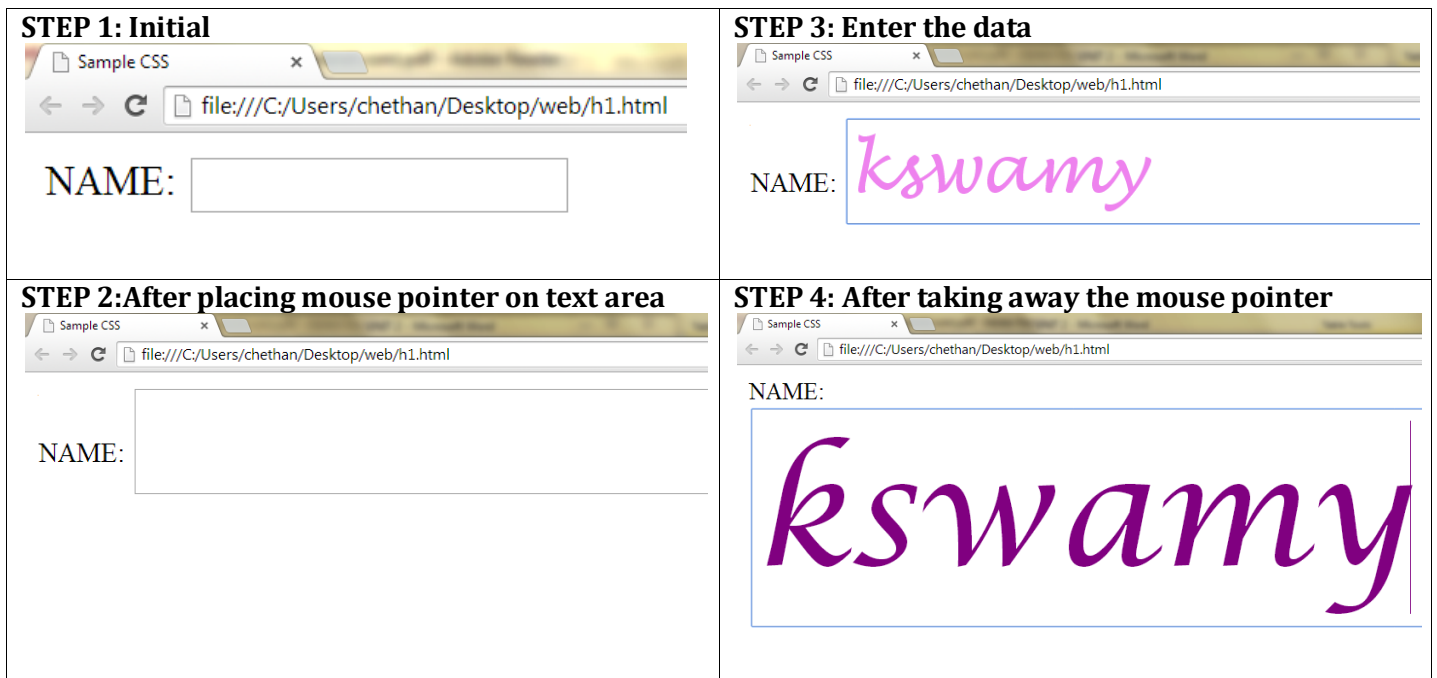 STEP 1: Initial
Sample CSS
file:///C:/Users/chethan/Desktop/web/h1.html
NAME:
STEP 2:After placing mouse pointer on text area
Sample CSS
file:///C:/Users/chethan/Desktop/web/h1.html
NAME:
STEP 3: Enter the data
Sample CSS
file:///C:/Users/chethan/Desktop/web/h1.html
NAME: kswamy
STEP 4: After taking away the mouse pointer
Sample CSS
file:///C:/Users/chethan/Desktop/web/h1.html
NAME:
kswamy